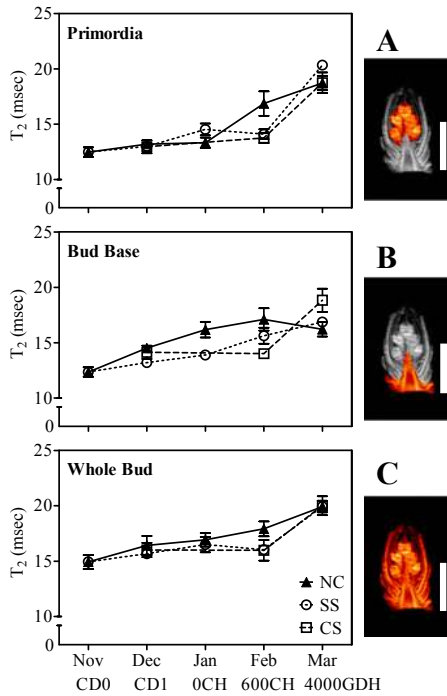 Primordia
A
25
20
15
10
0
T2 (msec)
Bud Base
B
25
20
15
10
0
T2 (msec)
Whole Bud
C
25
20
15
0
T2 (msec)
NC
SS
CS
Nov Dec Jan Feb Mar
CD0 CD1 0CH 600CH 4000GDH